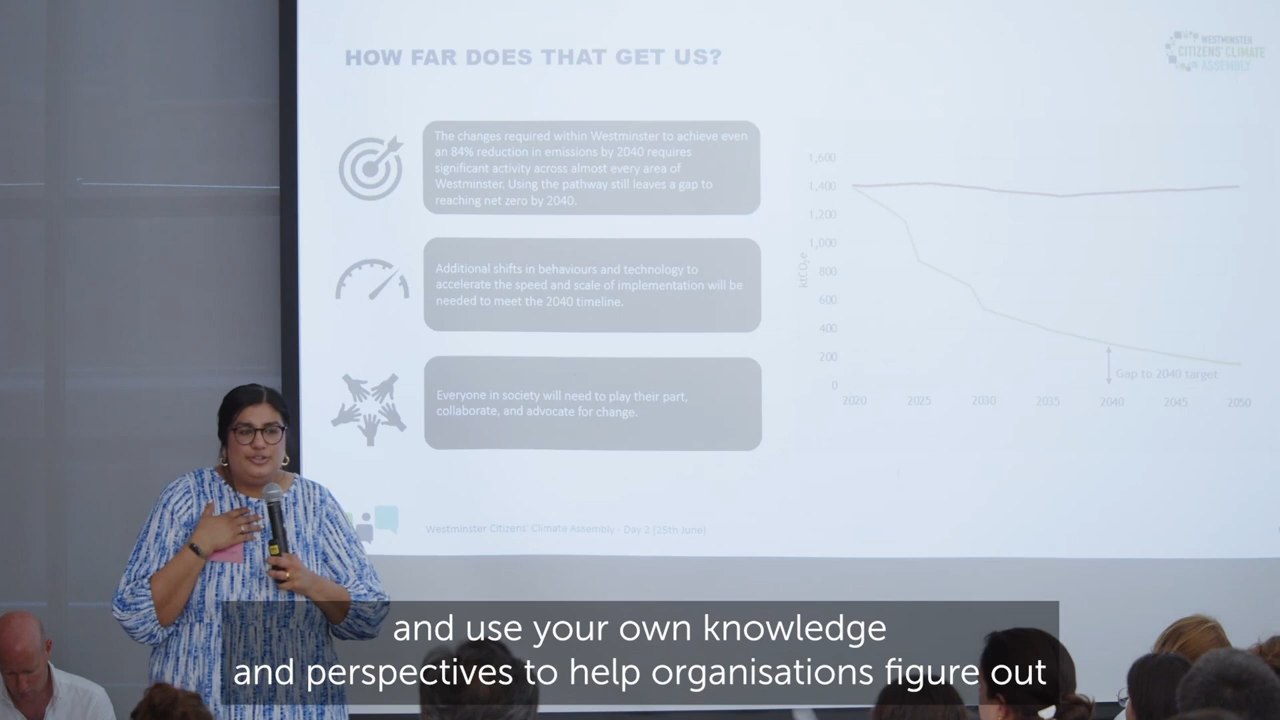 HOW FAR DOES THAT GET US?
WESTMINSTER
CITIZENS' CLIMATE
ASSEMBLY
The changes required within Westminster to achieve even
an 84% reduction in emissions by 2040 requires
significant activity across almost every area of
Westminster. Using the pathway still leaves a gap to
reaching net zero by 2040.
Additional shifts in behaviours and technology to
accelerate the speed and scale of implementation will be
needed to meet the 2040 timeline.
Everyone in society will need to play their part,
collaborate, and advocate for change.
1,600
1,400
1,200
1,000
800
600
400
200
0
ktCO₂e
Gap to 2040 target
2020 2025 2030 2035 2040 2045 2050
Westminster Citizens' Climate Assembly - Day 2 (25th June)
and use your own knowledge
and perspectives to help organisations figure out